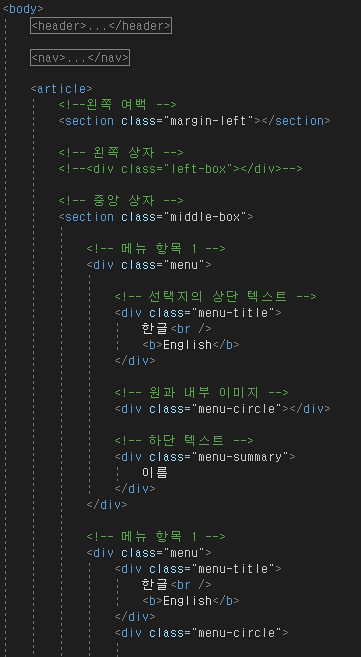 <body>
<header>...</header>
<nav>...</nav>
<article>
<!--왼쪽 여백 -->
<section class="margin-left"></section>
<!-- 왼쪽 상자 -->
<!--<div class="left-box"></div>-->
<!-- 중앙 상자 -->
<section class="middle-box">
<!-- 메뉴 항목 1 -->
<div class="menu">
<!-- 선택지의 상단 텍스트 -->
<div class="menu-title">
한글<br />
<b>English</b>
</div>
<!-- 원과 내부 이미지 -->
<div class="menu-circle"></div>
<!-- 하단 텍스트 -->
<div class="menu-summary">
이름
</div>
</div>
<!-- 메뉴 항목 1 -->
<div class="menu">
<div class="menu-title">
한글<br />
<b>English</b>
</div>
<div class="menu-circle">